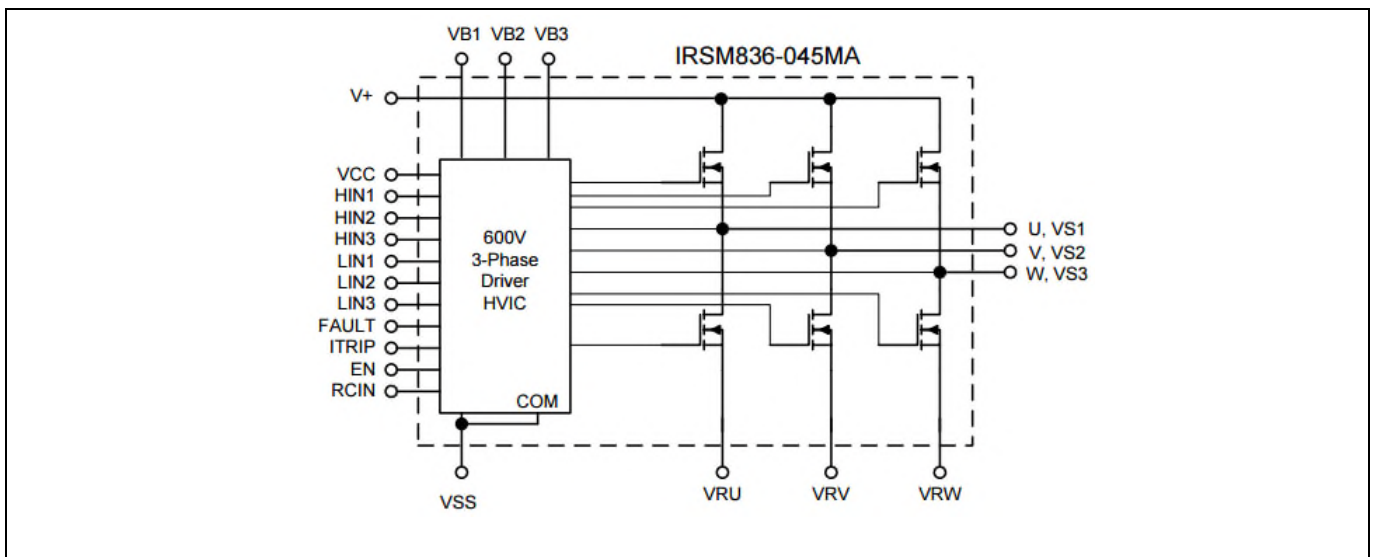 VB1 VB2 VB3
IRSM836-045MA
V+
VCC
HIN1
HIN2
HIN3
LIN1
LIN2
LIN3
FAULT
ITRIP
EN
RCIN
600V
3-Phase
Driver
HVIC
COM
U, VS1
V, VS2
W, VS3
VSS
VRU
VRV
VRW